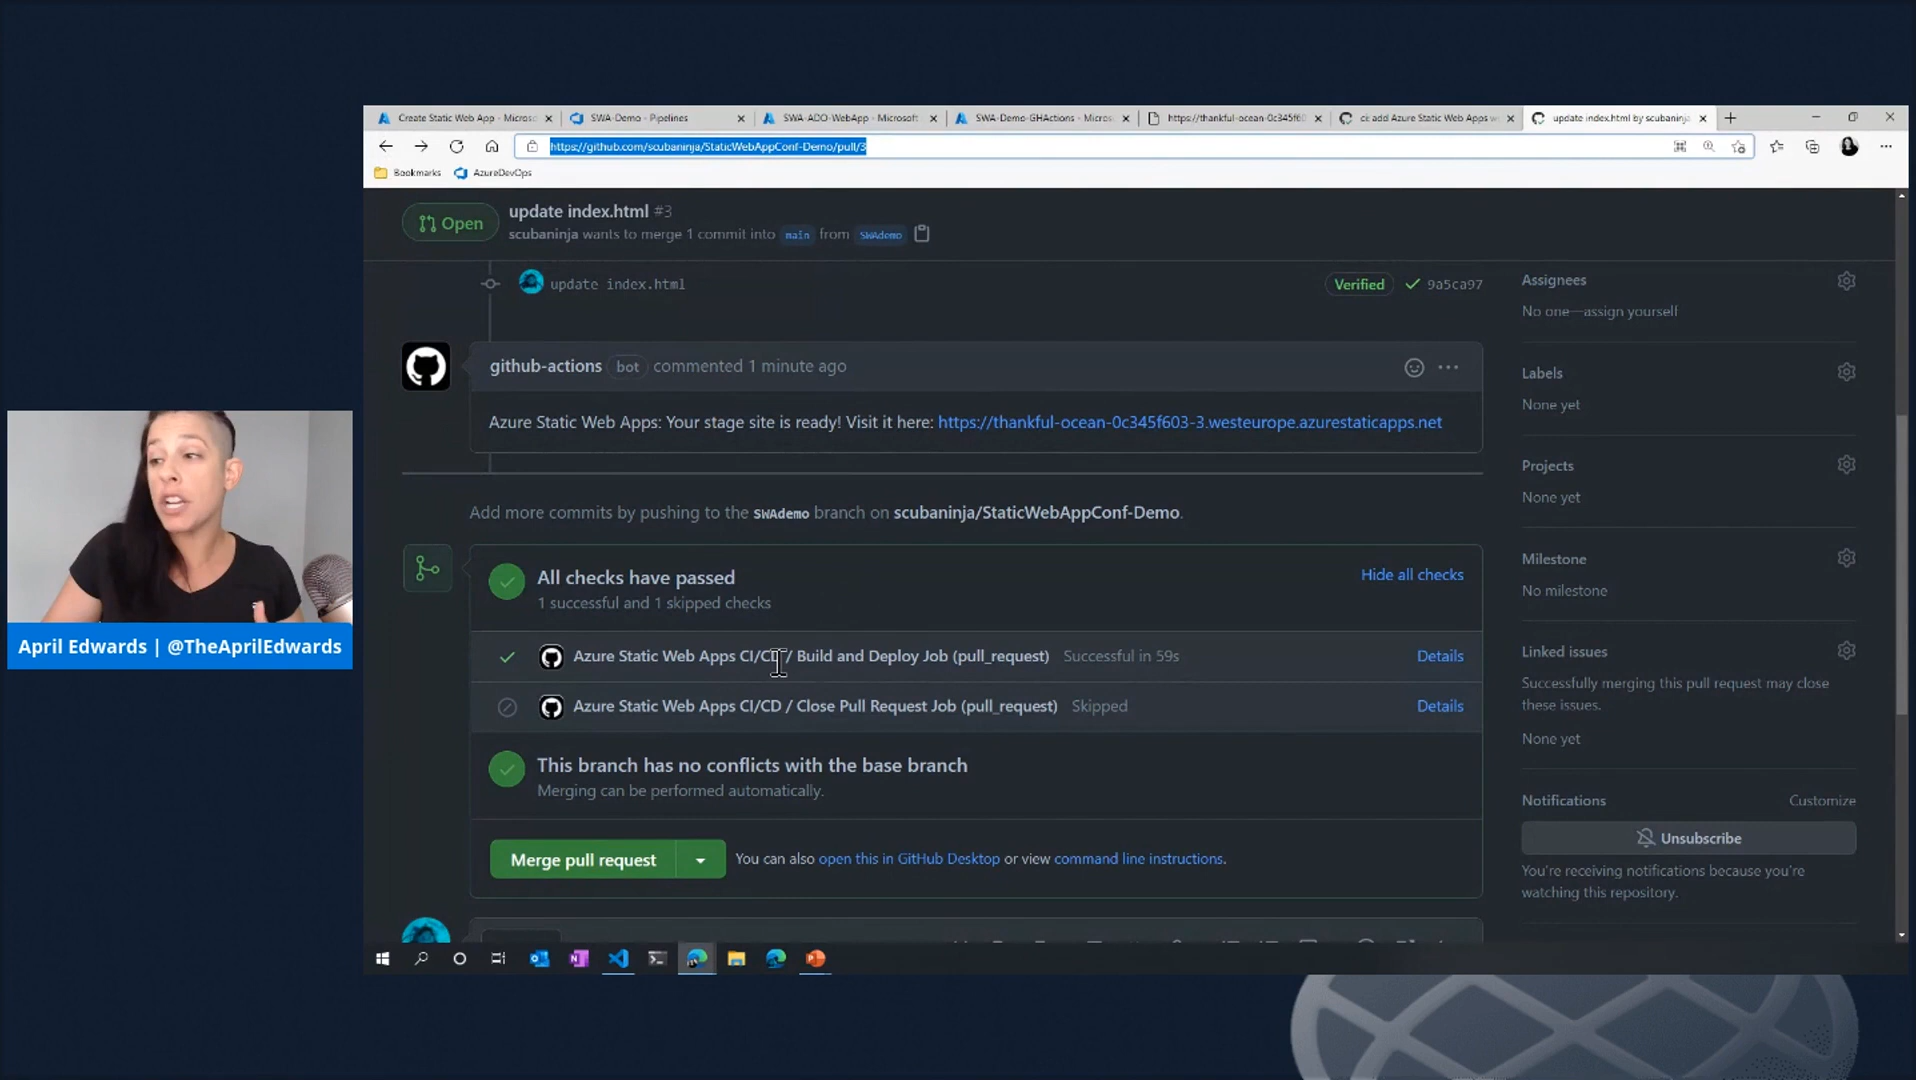 Create Static Web App - Micros
SWA-Demo - Pipelines
SWA-ADO-WebApp - Microsoft
SWA-Demo-GHActions - Micros
https://thankful-ocean-0c345f60
ci: add Azure Static Web Apps w
update index.html by scubaninja
https://github.com/scubaninja/StaticWebAppConf-Demo/pull/3
Bookmarks
AzureDevOps
Open
update index.html #3
scubaninja wants to merge 1 commit into main from SWAdemo
update index.html
Verified
9a5ca97
github-actions bot commented 1 minute ago
Azure Static Web Apps: Your stage site is ready! Visit it here: https://thankful-ocean-0c345f603-3.westeurope.azurestaticapps.net
Add more commits by pushing to the SWAdemo branch on scubaninja/StaticWebAppConf-Demo.
All checks have passed
1 successful and 1 skipped checks
Hide all checks
Azure Static Web Apps CI/CD / Build and Deploy Job (pull_request) Successful in 59s
Details
Azure Static Web Apps CI/CD / Close Pull Request Job (pull_request) Skipped
Details
This branch has no conflicts with the base branch
Merging can be performed automatically.
Merge pull request
You can also open this in GitHub Desktop or view command line instructions.
Assignees
No one—assign yourself
Labels
None yet
Projects
None yet
Milestone
No milestone
Linked issues
Successfully merging this pull request may close
these issues.
None yet
Notifications
Customize
Unsubscribe
You're receiving notifications because you're
watching this repository.
April Edwards | @TheAprilEdwards